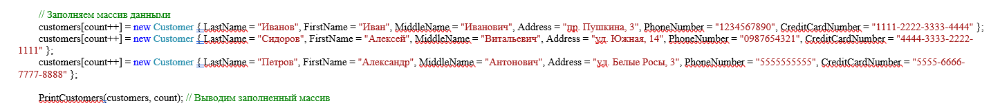 // Заполняем массив данными
customers[count++] = new Customer { LastName = "Иванов", FirstName = "Иван", MiddleName = "Иванович", Address = "пр. Пушкина, 3", PhoneNumber = "1234567890", CreditCardNumber = "1111-2222-3333-4444" };
customers[count++] = new Customer { LastName = "Сидоров", FirstName = "Алексей", MiddleName = "Витальевич", Address = "ул. Южная, 14", PhoneNumber = "0987654321", CreditCardNumber = "4444-3333-2222-
1111" };
customers[count++] = new Customer { LastName = "Петров", FirstName = "Александр", MiddleName = "Антонович", Address = "ул. Белые Росы, 3", PhoneNumber = "5555555555", CreditCardNumber = "5555-6666-
7777-8888" };
PrintCustomers(customers, count); // Выводим заполненный массив